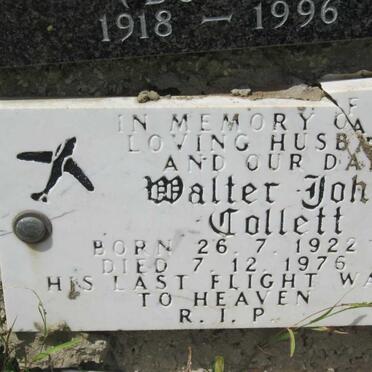 1918 - 1996
IN MEMORY OF
LOVING HUSB
AND OUR DA
Walter Joh
Collett
BORN 26. 7. 1922
DIED 7. 12. 1976
HIS LAST FLIGHT WA
TO HEAVEN
R. I. P